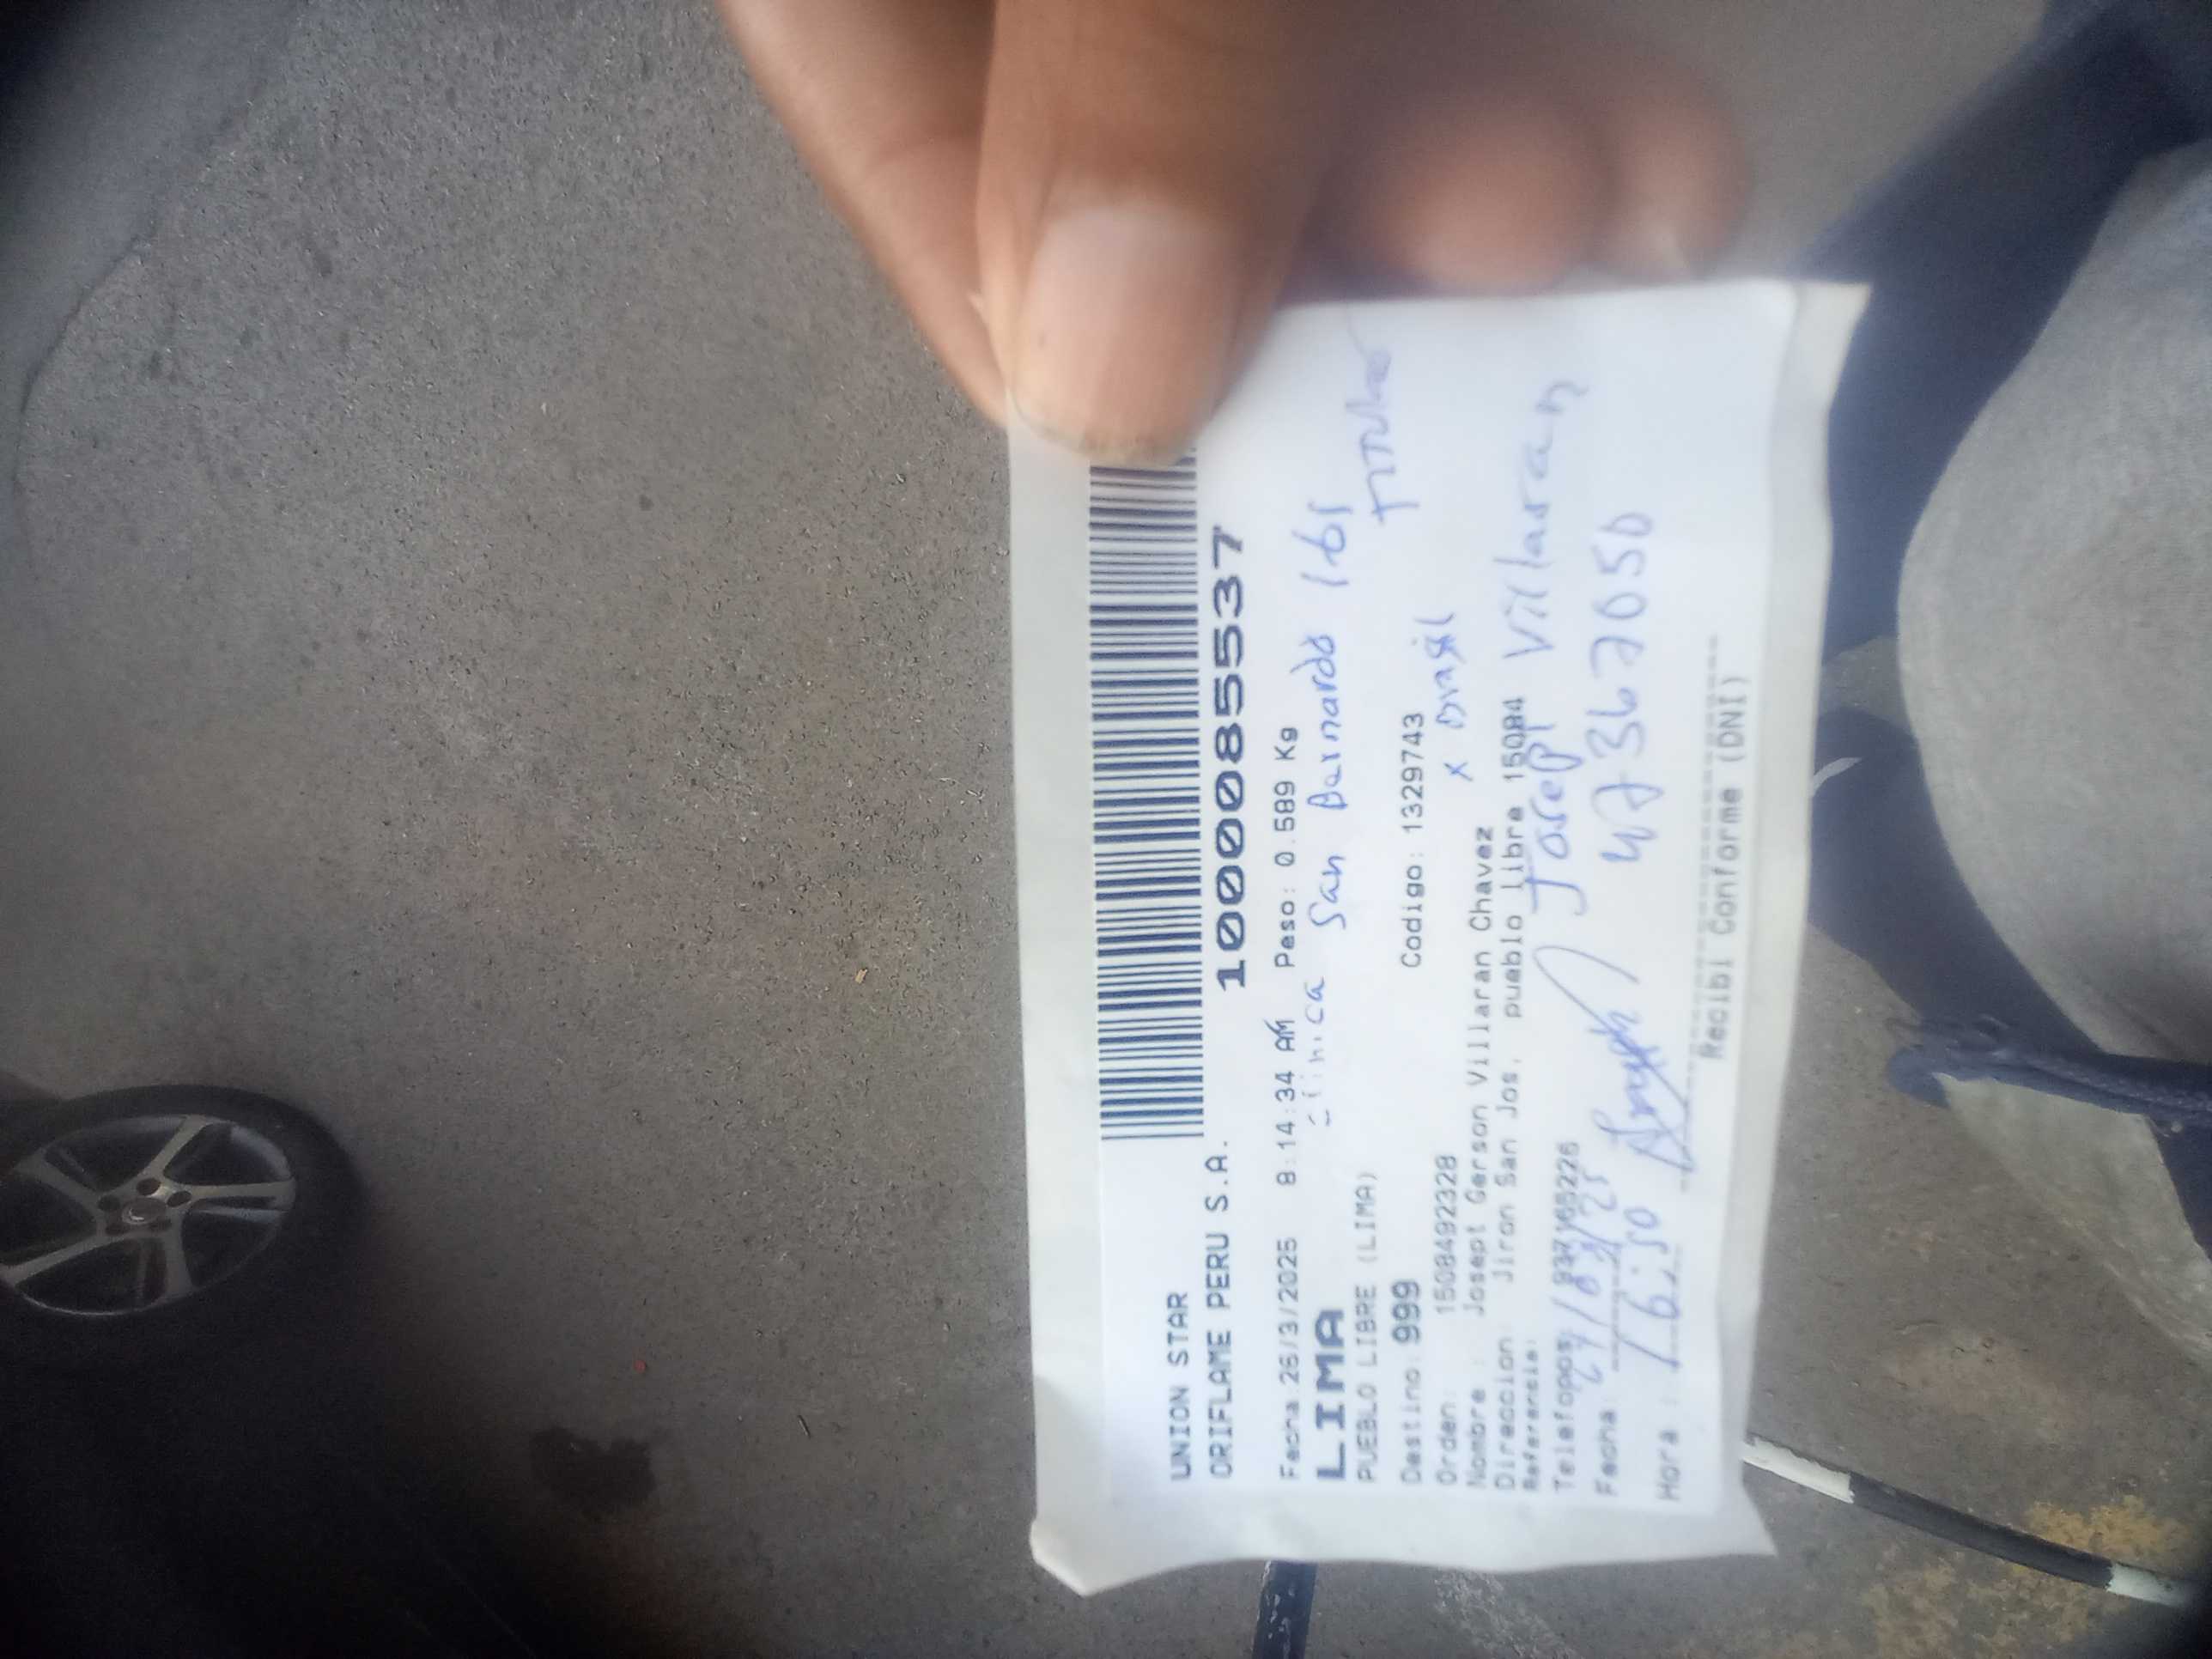 UNION STAR
ORIFLAME PERU S.A.
1000085537
Fecha 26/3/2025 8:14:34 AM Peso: 0.589 Kg
LIMA
Clinica San Bernardo 161
PUEBLO LIBRE (LIMA)
Destino: 999 Codigo: 1329743
x Brasil
Orden: 1508492328
Nombre : Josept Gerson Villaran Chavez
Direccion Jiron San Jos, pueblo Libre 15084
Referencia:
Josept Villaran
Telefonos:
Fecha :
Hora : 16:50
Recibi Conforme (DNI)